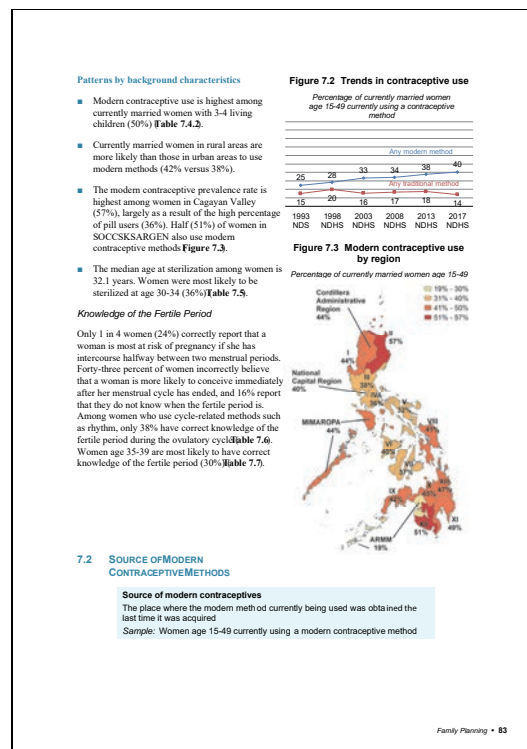 Patterns by background characteristics
■ Modern contraceptive use is highest among
currently married women with 3-4 living
children (50%) (Table 7.4.2).
■ Currently married women in rural areas are
more likely than those in urban areas to use
modern methods (42% versus 38%).
■ The modern contraceptive prevalence rate is
highest among women in Cagayan Valley
(57%), largely as a result of the high percentage
of pill users (36%). Half (51%) of women in
SOCCSKSARGEN also use modern
contraceptive methods (Figure 7.3).
■ The median age at sterilization among women is
32.1 years. Women were most likely to be
sterilized at age 30-34 (36%) (Table 7.5).
Knowledge of the Fertile Period
Only 1 in 4 women (24%) correctly report that a
woman is most at risk of pregnancy if she has
intercourse halfway between two menstrual periods.
Forty-three percent of women incorrectly believe
that a woman is more likely to conceive immediately
after her menstrual cycle has ended, and 16% report
that they do not know when the fertile period is.
Among women who use cycle-related methods such
as rhythm, only 38% have correct knowledge of the
fertile period during the ovulatory cycle (Table 7.6).
Women age 35-39 are most likely to have correct
knowledge of the fertile period (30%) (Table 7.7).
Figure 7.2 Trends in contraceptive use
Percentage of currently married women
age 15-49 currently using a contraceptive
method
Any modern method
25 28 33 34 38 40
Any traditional method
15 20 16 17 18 14
1993 1998 2003 2008 2013 2017
NDS NDHS NDHS NDHS NDHS NDHS
Figure 7.3 Modern contraceptive use
by region
Percentage of currently married women age 15-49
19% - 30%
31% - 40%
41% - 50%
51% - 57%
Cordillera
Administrative
Region
44%
II
57%
I
44%
III
38%
National
Capital Region
40%
IVA
36%
V
MIMAROPA
44%
VIII
41%
VI
40%
VII
IX
X
47%
XI
49%
51%
ARMM
19%
7.2 SOURCE OF MODERN
CONTRACEPTIVE METHODS
Source of modern contraceptives
The place where the modern method currently being used was obtained the
last time it was acquired
Sample: Women age 15-49 currently using a modern contraceptive method
Family Planning • 83